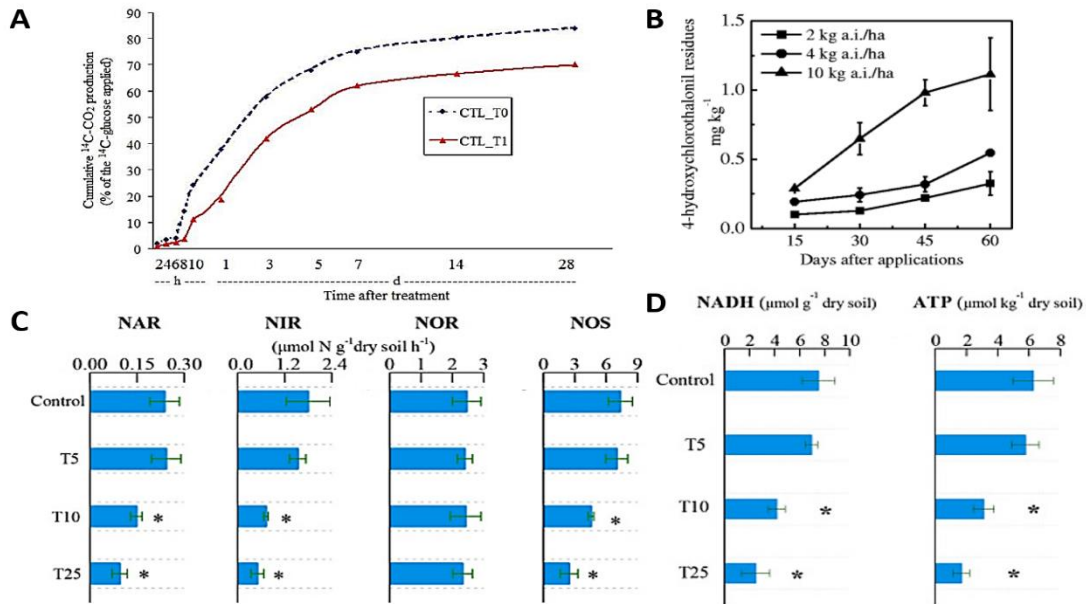 A
Cumulative ¹⁴C-CO₂ production
(% of the ¹⁴C-glucose applied)
90
80
70
60
50
40
30
20
10
0
CTL_T0
CTL_T1
2 4 6 8 10 1 3 5 7 14 28
h d
Time after treatment
B
4-hydroxychlorothalonil residues
mg kg⁻¹
1.5
1.0
0.5
0.0
2 kg a.i./ha
4 kg a.i./ha
10 kg a.i./ha
15 30 45 60
Days after applications
C
NAR NIR NOR NOS
(μmol N g⁻¹dry soil h⁻¹)
0.00 0.15 0.30 0.0 1.2 2.4 0 1 2 3 0 3 6 9
Control
T5
T10 * * *
T25 * * *
D
NADH (μmol g⁻¹ dry soil) ATP (μmol kg⁻¹ dry soil)
0 2 4 6 8 10 0 2 4 6 8
Control
T5
T10 * *
T25 * *